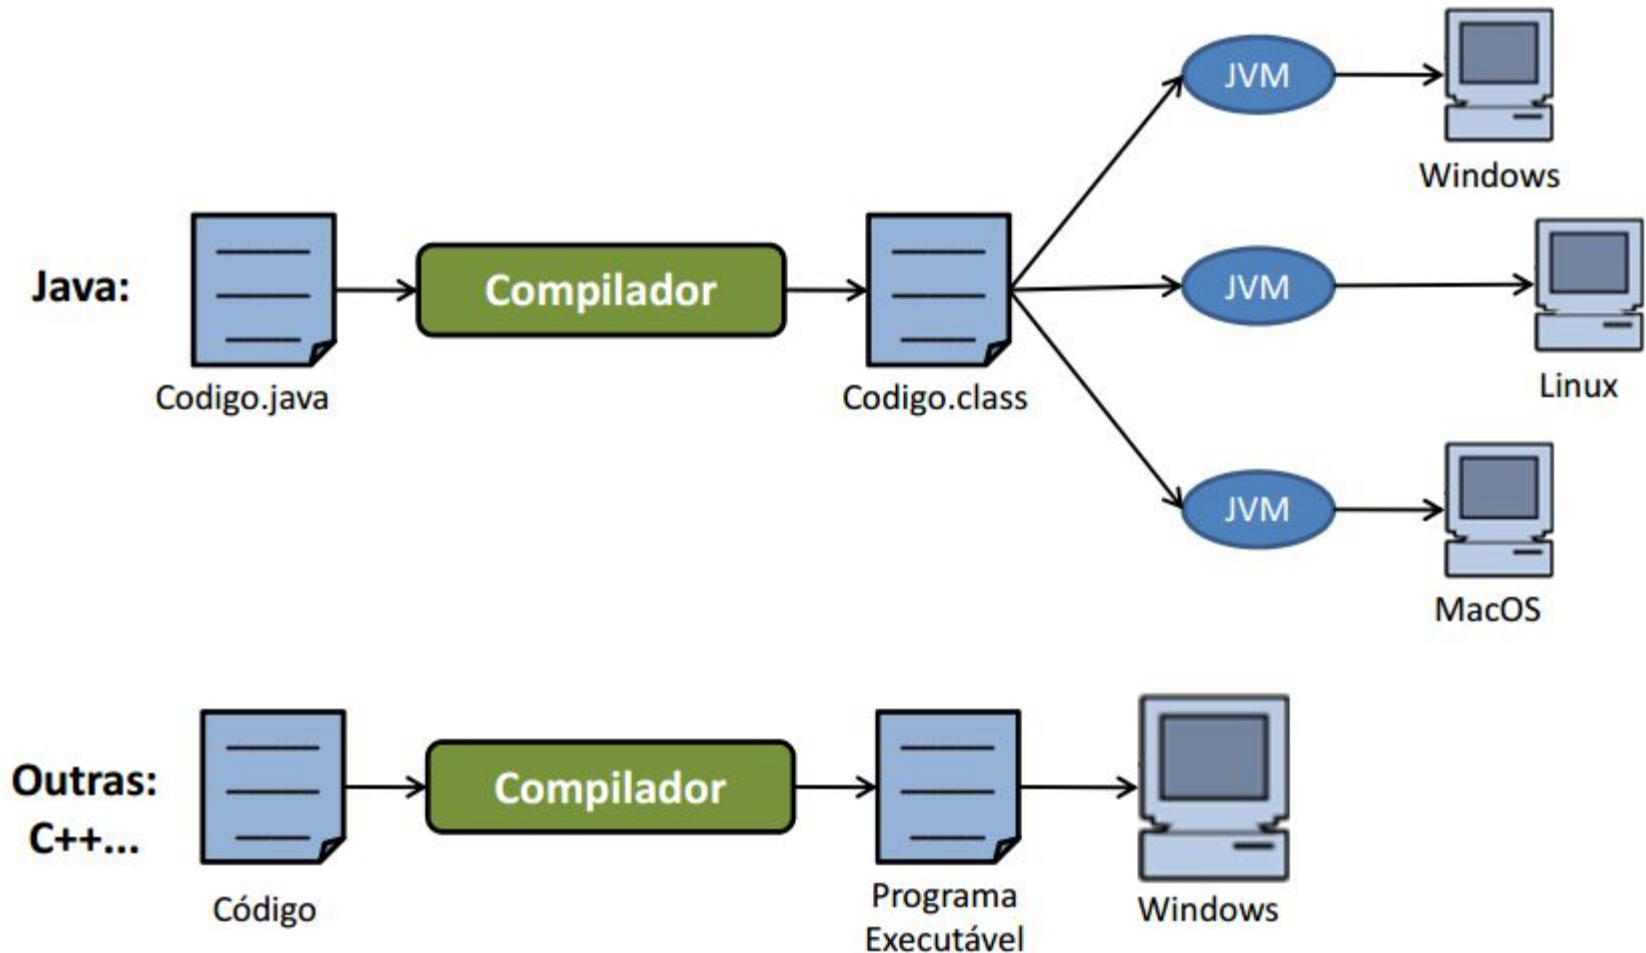 JVM
Windows
Java:
Compilador
JVM
Codigo.java
Codigo.class
Linux
JVM
MacOS
Outras:
C++...
Compilador
Código
Programa
Executável
Windows